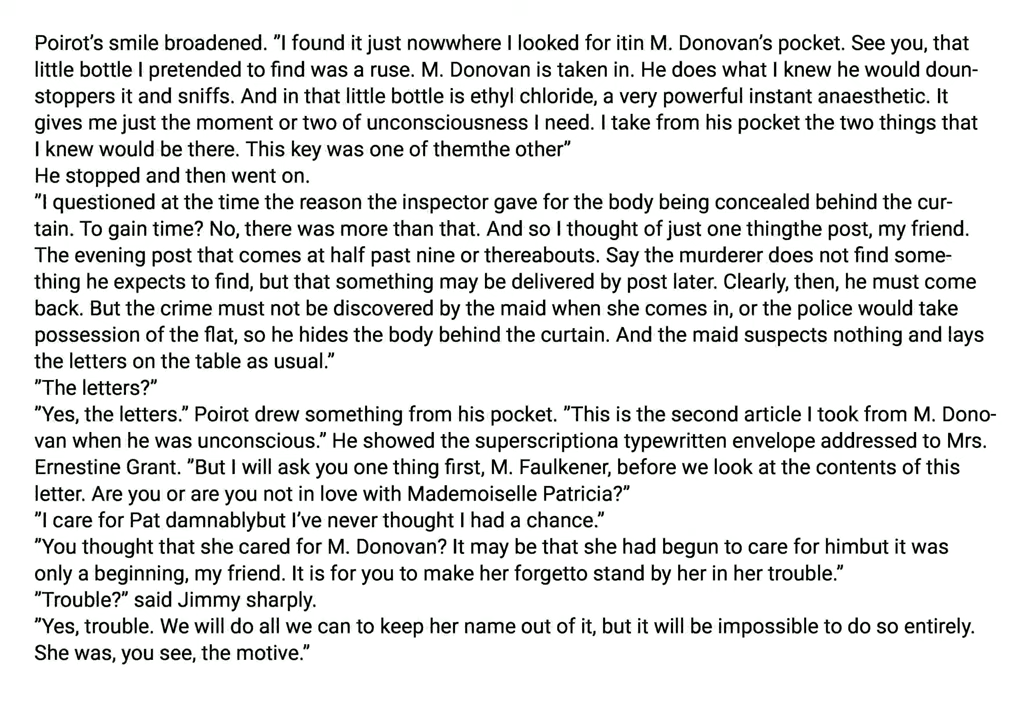 Poirot’s smile broadened. ”I found it just nowwhere I looked for itin M. Donovan’s pocket. See you, that
little bottle I pretended to find was a ruse. M. Donovan is taken in. He does what I knew he would doun-
stoppers it and sniffs. And in that little bottle is ethyl chloride, a very powerful instant anaesthetic. It
gives me just the moment or two of unconsciousness I need. I take from his pocket the two things that
I knew would be there. This key was one of themthe other”
He stopped and then went on.
”I questioned at the time the reason the inspector gave for the body being concealed behind the cur-
tain. To gain time? No, there was more than that. And so I thought of just one thingthe post, my friend.
The evening post that comes at half past nine or thereabouts. Say the murderer does not find some-
thing he expects to find, but that something may be delivered by post later. Clearly, then, he must come
back. But the crime must not be discovered by the maid when she comes in, or the police would take
possession of the flat, so he hides the body behind the curtain. And the maid suspects nothing and lays
the letters on the table as usual.”
”The letters?”
”Yes, the letters.” Poirot drew something from his pocket. ”This is the second article I took from M. Dono-
van when he was unconscious.” He showed the superscriptiona typewritten envelope addressed to Mrs.
Ernestine Grant. ”But I will ask you one thing first, M. Faulkener, before we look at the contents of this
letter. Are you or are you not in love with Mademoiselle Patricia?”
”I care for Pat damnablybut I’ve never thought I had a chance.”
”You thought that she cared for M. Donovan? It may be that she had begun to care for himbut it was
only a beginning, my friend. It is for you to make her forgetto stand by her in her trouble.”
”Trouble?” said Jimmy sharply.
”Yes, trouble. We will do all we can to keep her name out of it, but it will be impossible to do so entirely.
She was, you see, the motive.”